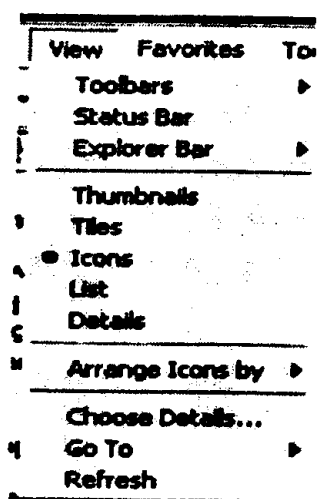 View Favorites
Toolbars
Status Bar
Explorer Bar
Thumbnails
Tiles
Icons
List
Details
Arrange Icons by
Choose Details...
Go To
Refresh